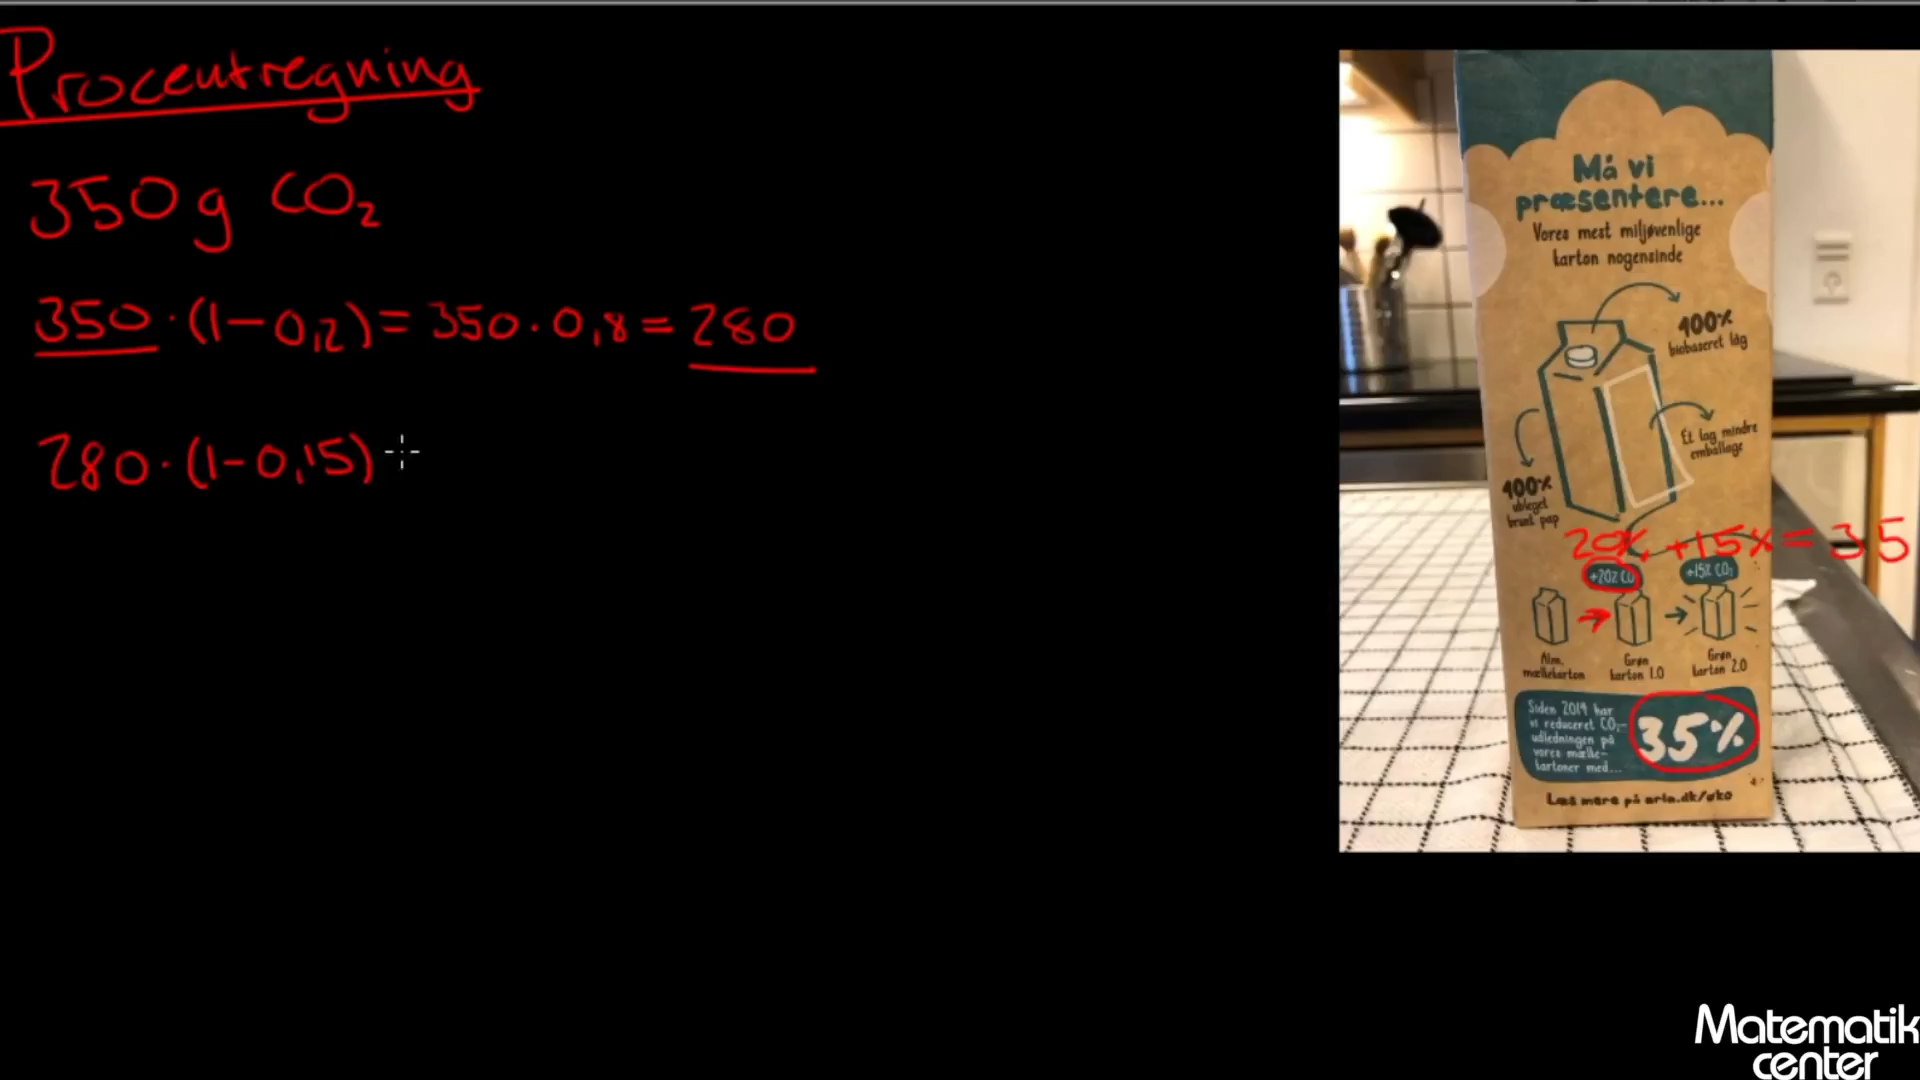 Procentregning
350 g CO₂
350 · (1-0,2) = 350 · 0,8 = 280
280 · (1-0,15)
Må vi
præsentere...
Vores mest miljøvenlige
karton nogensinde
100%
biobaseret låg
Ét lag mindre
emballage
100%
ubleget
brunt pap
20% +15% = 35
+20% CO
+15% CO₂
Alm.
mælkekarton
Grøn
karton 1.0
Grøn
karton 2.0
Siden 2019 har
vi reduceret CO₂-
udledningen på
vores mælke-
kartoner med...
35%
Læs mere på arla.dk/øko
Matematik
center